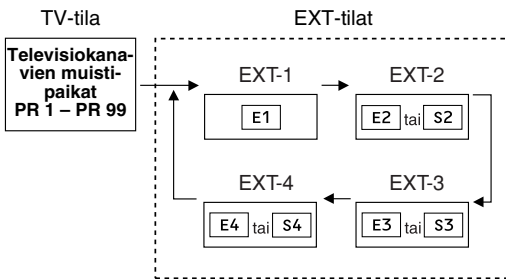 TV-tila
EXT-tilat
Televisiokana-
vien muisti-
paikat
PR 1 – PR 99
EXT-1
E1
EXT-2
E2 tai S2
EXT-4
E4 tai S4
EXT-3
E3 tai S3